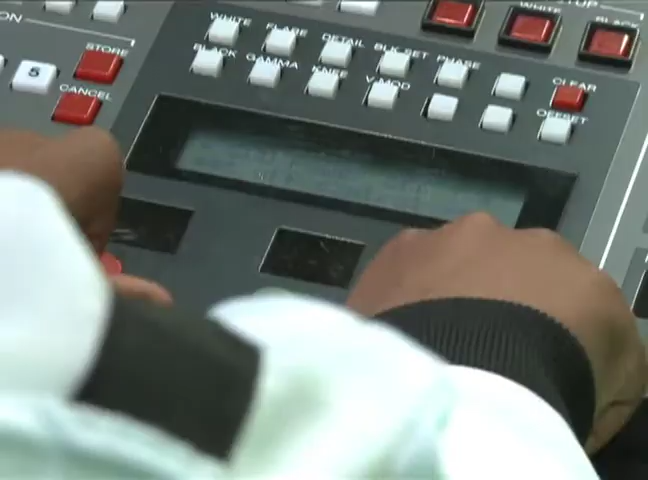 WHITE FLARE DETAIL BLK SET PHASE
BLACK GAMMA KNEE V.MOD
CLEAR
OFFSET
STORE
5
CANCEL
WHITE
BLACK